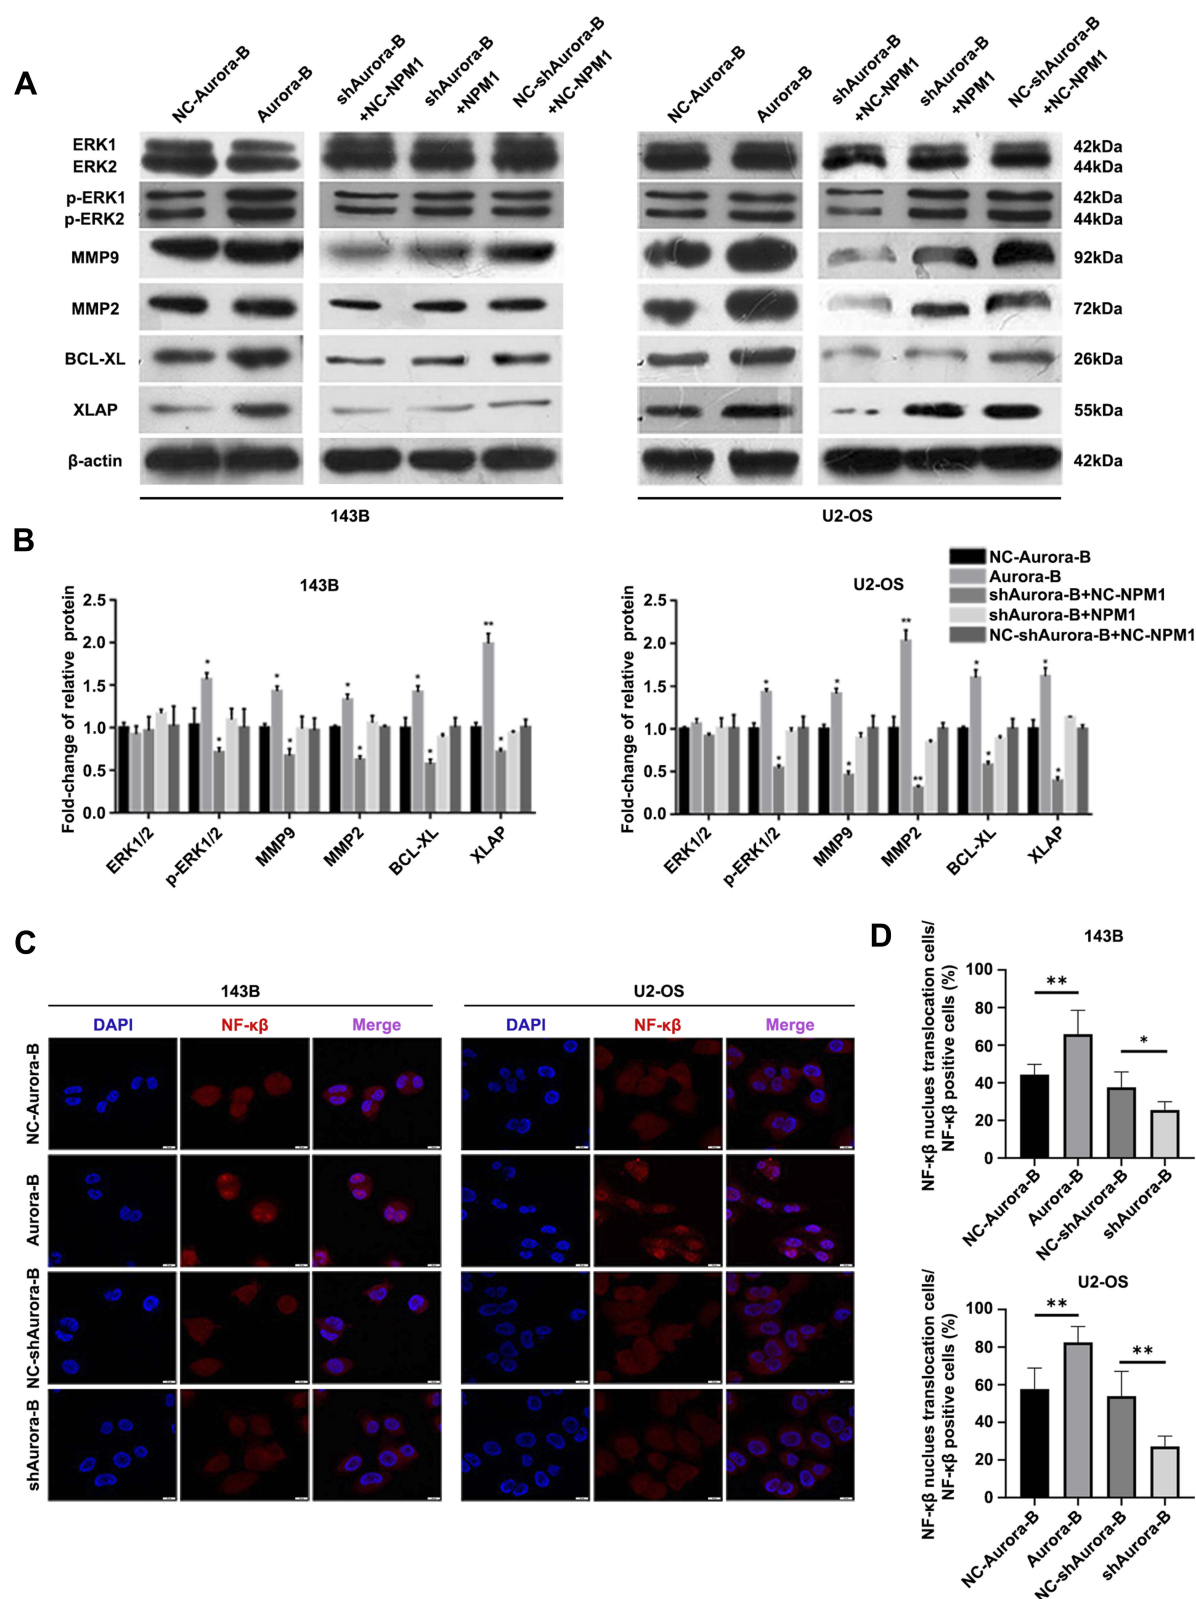 A
NC-Aurora-B
Aurora-B
shAurora-B
+NC-NPM1
shAurora-B
+NPM1
NC-shAurora-B
+NC-NPM1
NC-Aurora-B
Aurora-B
shAurora-B
+NC-NPM1
shAurora-B
+NPM1
NC-shAurora-B
+NC-NPM1
ERK1
ERK2
p-ERK1
p-ERK2
MMP9
MMP2
BCL-XL
XLAP
β-actin
42kDa
44kDa
42kDa
44kDa
92kDa
72kDa
26kDa
55kDa
42kDa
143B
U2-OS
B
143B
Fold-change of relative protein
2.5
2.0
1.5
1.0
0.5
0.0
* * * * * * * * ** *
ERK1/2
p-ERK1/2
MMP9
MMP2
BCL-XL
XLAP
U2-OS
Fold-change of relative protein
2.5
2.0
1.5
1.0
0.5
0.0
* * * * ** ** * * * *
ERK1/2
p-ERK1/2
MMP9
MMP2
BCL-XL
XLAP
NC-Aurora-B
Aurora-B
shAurora-B+NC-NPM1
shAurora-B+NPM1
NC-shAurora-B+NC-NPM1
C
143B
U2-OS
DAPI
NF-κβ
Merge
DAPI
NF-κβ
Merge
NC-Aurora-B
Aurora-B
NC-shAurora-B
shAurora-B
D
143B
NF-κβ nuclues translocation cells/
NF-κβ positive cells (%)
100
80
60
40
20
0
**
*
NC-Aurora-B
Aurora-B
NC-shAurora-B
shAurora-B
U2-OS
NF-κβ nuclues translocation cells/
NF-κβ positive cells (%)
100
80
60
40
20
0
**
**
NC-Aurora-B
Aurora-B
NC-shAurora-B
shAurora-B